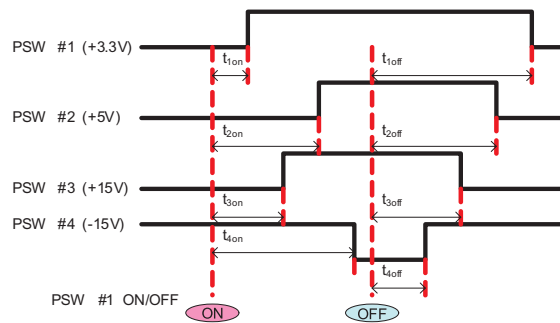 PSW #1 (+3.3V)
t1on
t1off
PSW #2 (+5V)
t2on
t2off
PSW #3 (+15V)
t3on
t3off
PSW #4 (-15V)
t4on
t4off
PSW #1 ON/OFF
ON
OFF